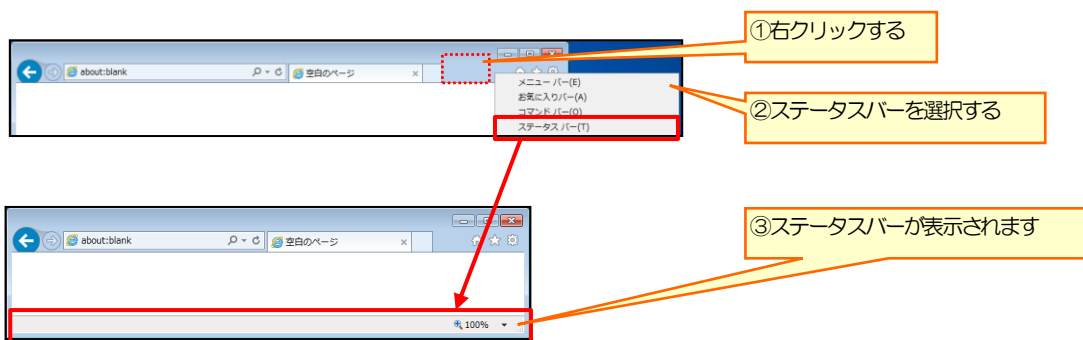 ①右クリックする
about:blank
空白のページ
メニュー バー(E)
お気に入りバー(A)
コマンド バー(O)
ステータス バー(T)
②ステータスバーを選択する
about:blank
空白のページ
③ステータスバーが表示されます
100%